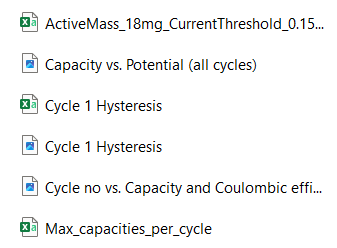 ActiveMass_18mg_CurrentThreshold_0.15...
Capacity vs. Potential (all cycles)
Cycle 1 Hysteresis
Cycle 1 Hysteresis
Cycle no vs. Capacity and Coulombic effi...
Max_capacities_per_cycle